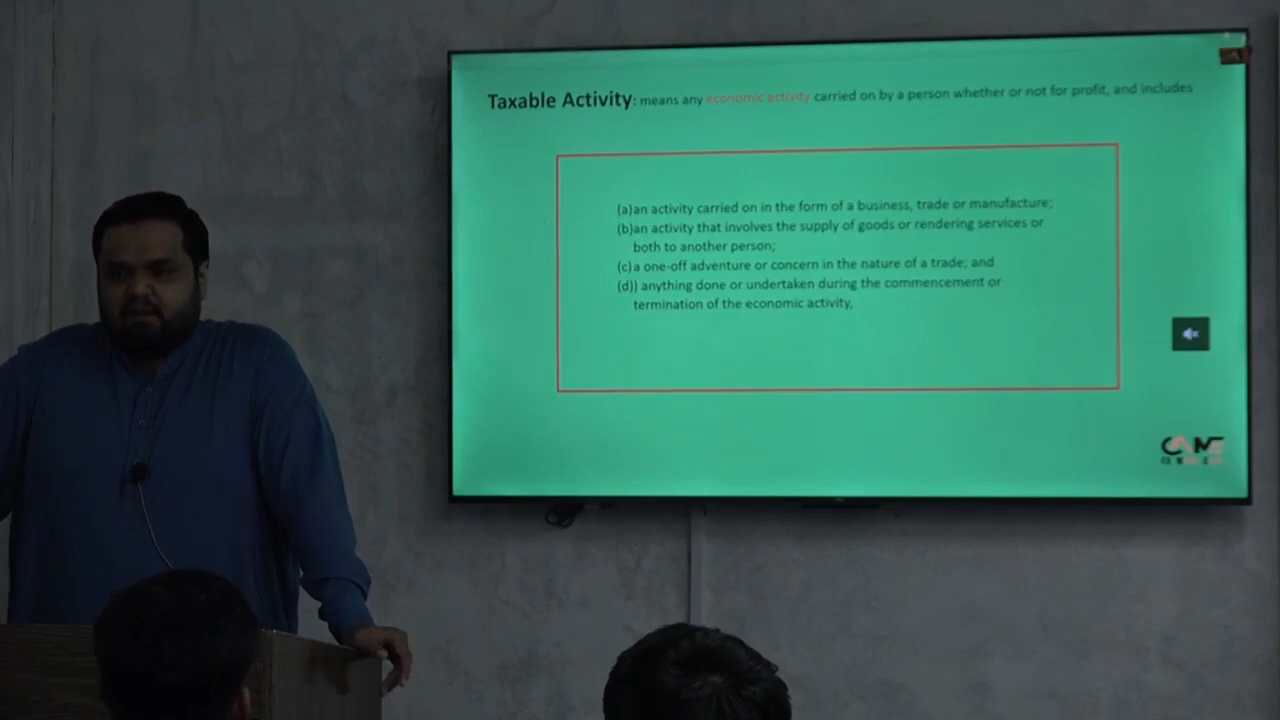 Taxable Activity: means any economic activity carried on by a person whether or not for profit, and includes
(a)an activity carried on in the form of a business, trade or manufacture;
(b)an activity that involves the supply of goods or rendering services or
both to another person;
(c)a one-off adventure or concern in the nature of a trade; and
(d)) anything done or undertaken during the commencement or
termination of the economic activity,